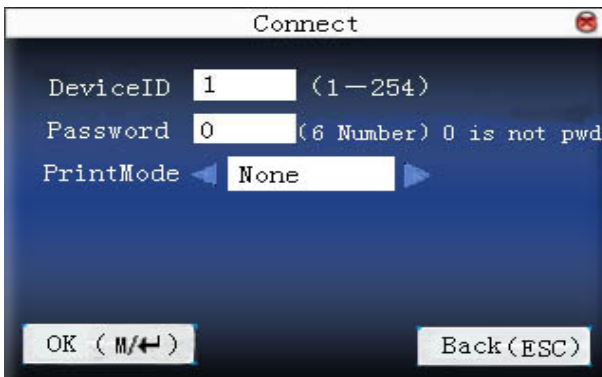 Connect
DeviceID 1 (1－254)
Password 0 (6 Number) 0 is not pwd
PrintMode None
OK (M/↵) Back(ESC)